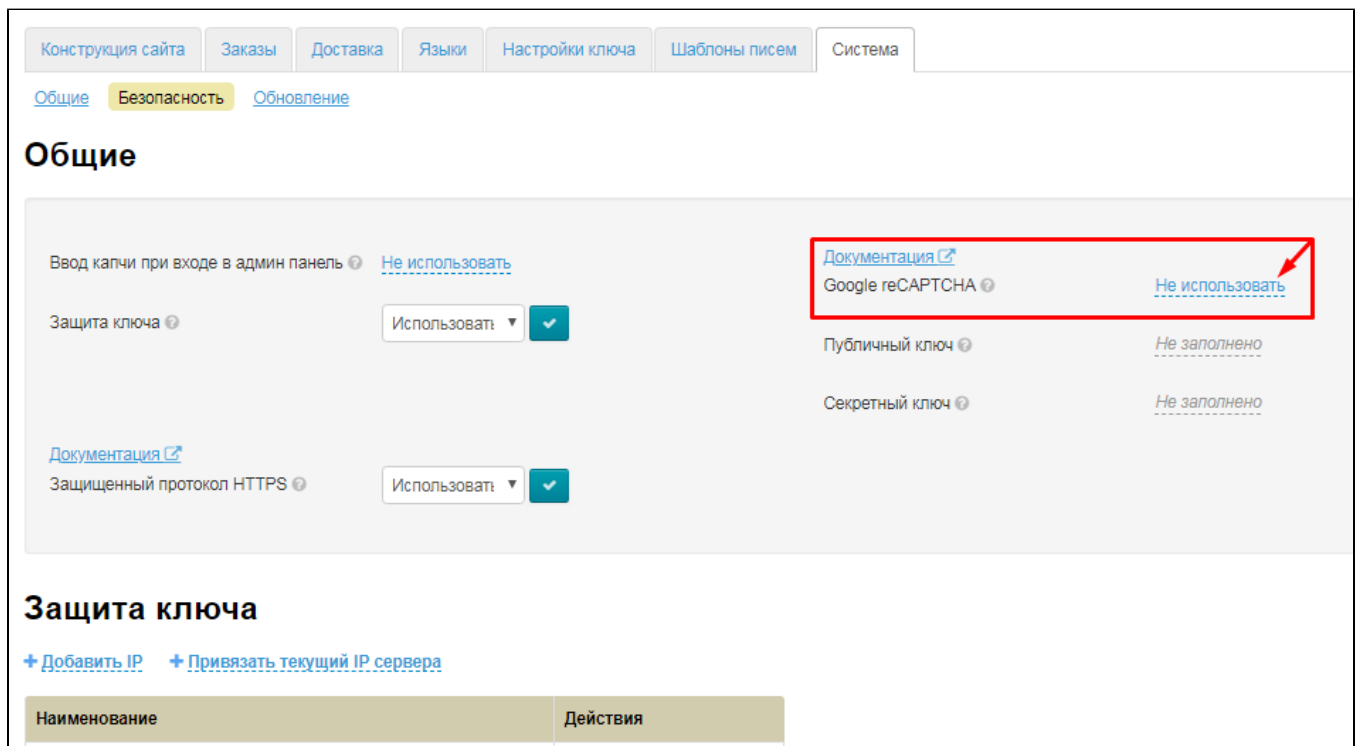 Конструкция сайта Заказы Доставка Языки Настройки ключа Шаблоны писем Система
Общие Безопасность Обновление
Общие
Ввод капчи при входе в админ панель Не использовать
Защита ключа Использовать
Документация
Защищенный протокол HTTPS Использовать
Документация
Google reCAPTCHA Не использовать
Публичный ключ Не заполнено
Секретный ключ Не заполнено
Защита ключа
+ Добавить IP + Привязать текущий IP сервера
Наименование Действия